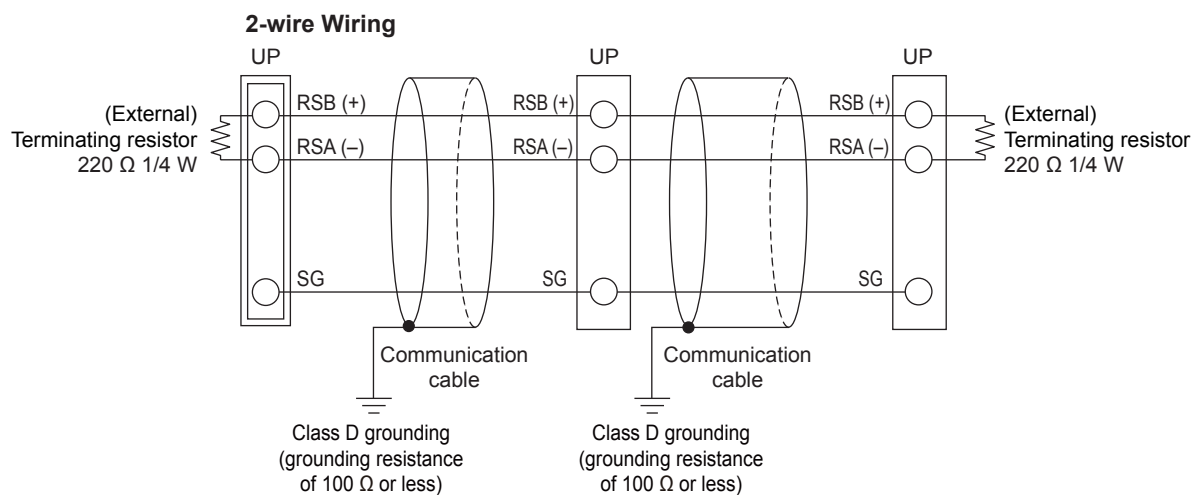 2-wire Wiring
UP
UP
UP
(External)
Terminating resistor
220 Ω 1/4 W
RSB (+)
RSA (–)
SG
RSB (+)
RSA (–)
SG
RSB (+)
RSA (–)
SG
(External)
Terminating resistor
220 Ω 1/4 W
Communication
cable
Communication
cable
Class D grounding
(grounding resistance
of 100 Ω or less)
Class D grounding
(grounding resistance
of 100 Ω or less)